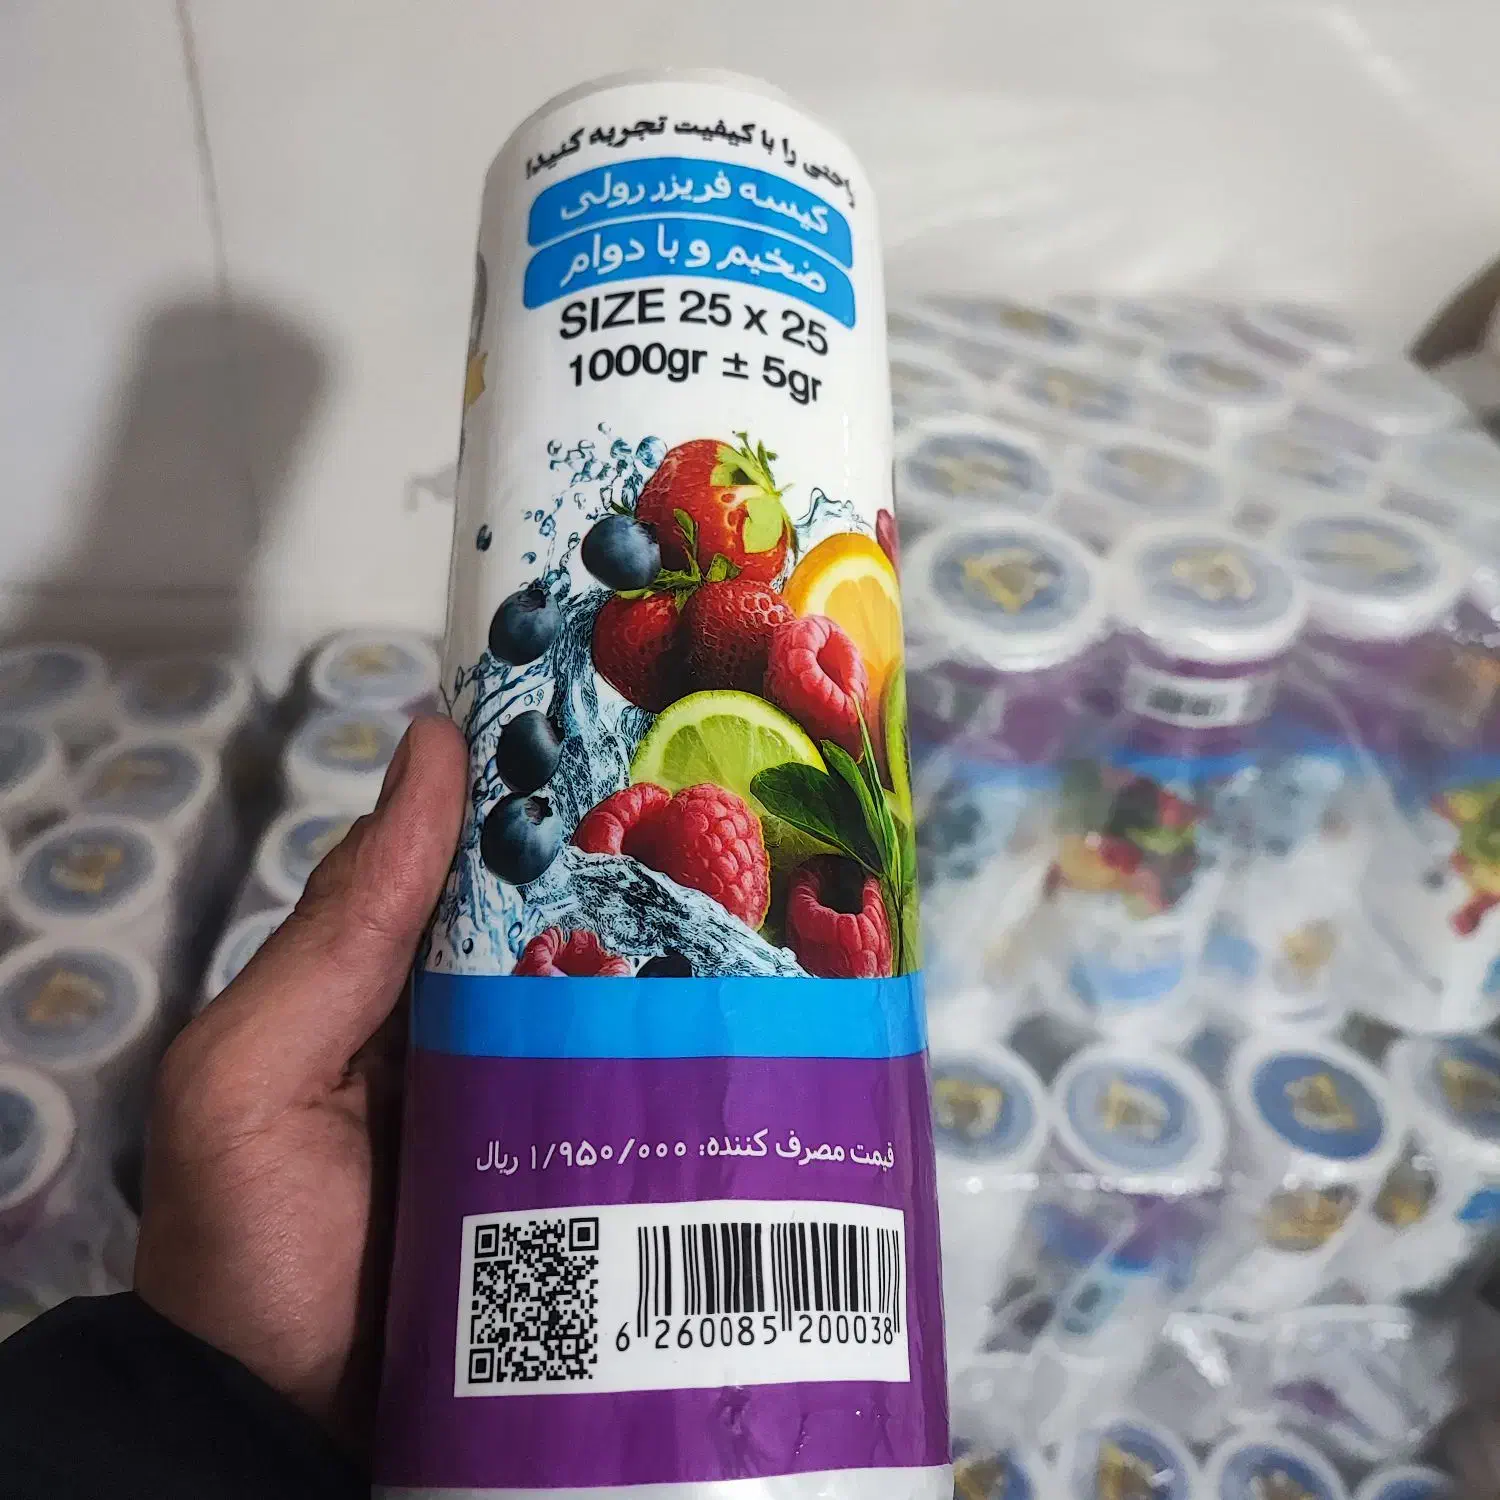 راحتی را با کیفیت تجربه کنید!
کیسه فریزر رولی
ضخیم و با دوام
SIZE 25 x 25
1000gr ± 5gr
قیمت مصرف کننده: ۱/۹۵۰/۰۰۰ ریال
6 260085 200038